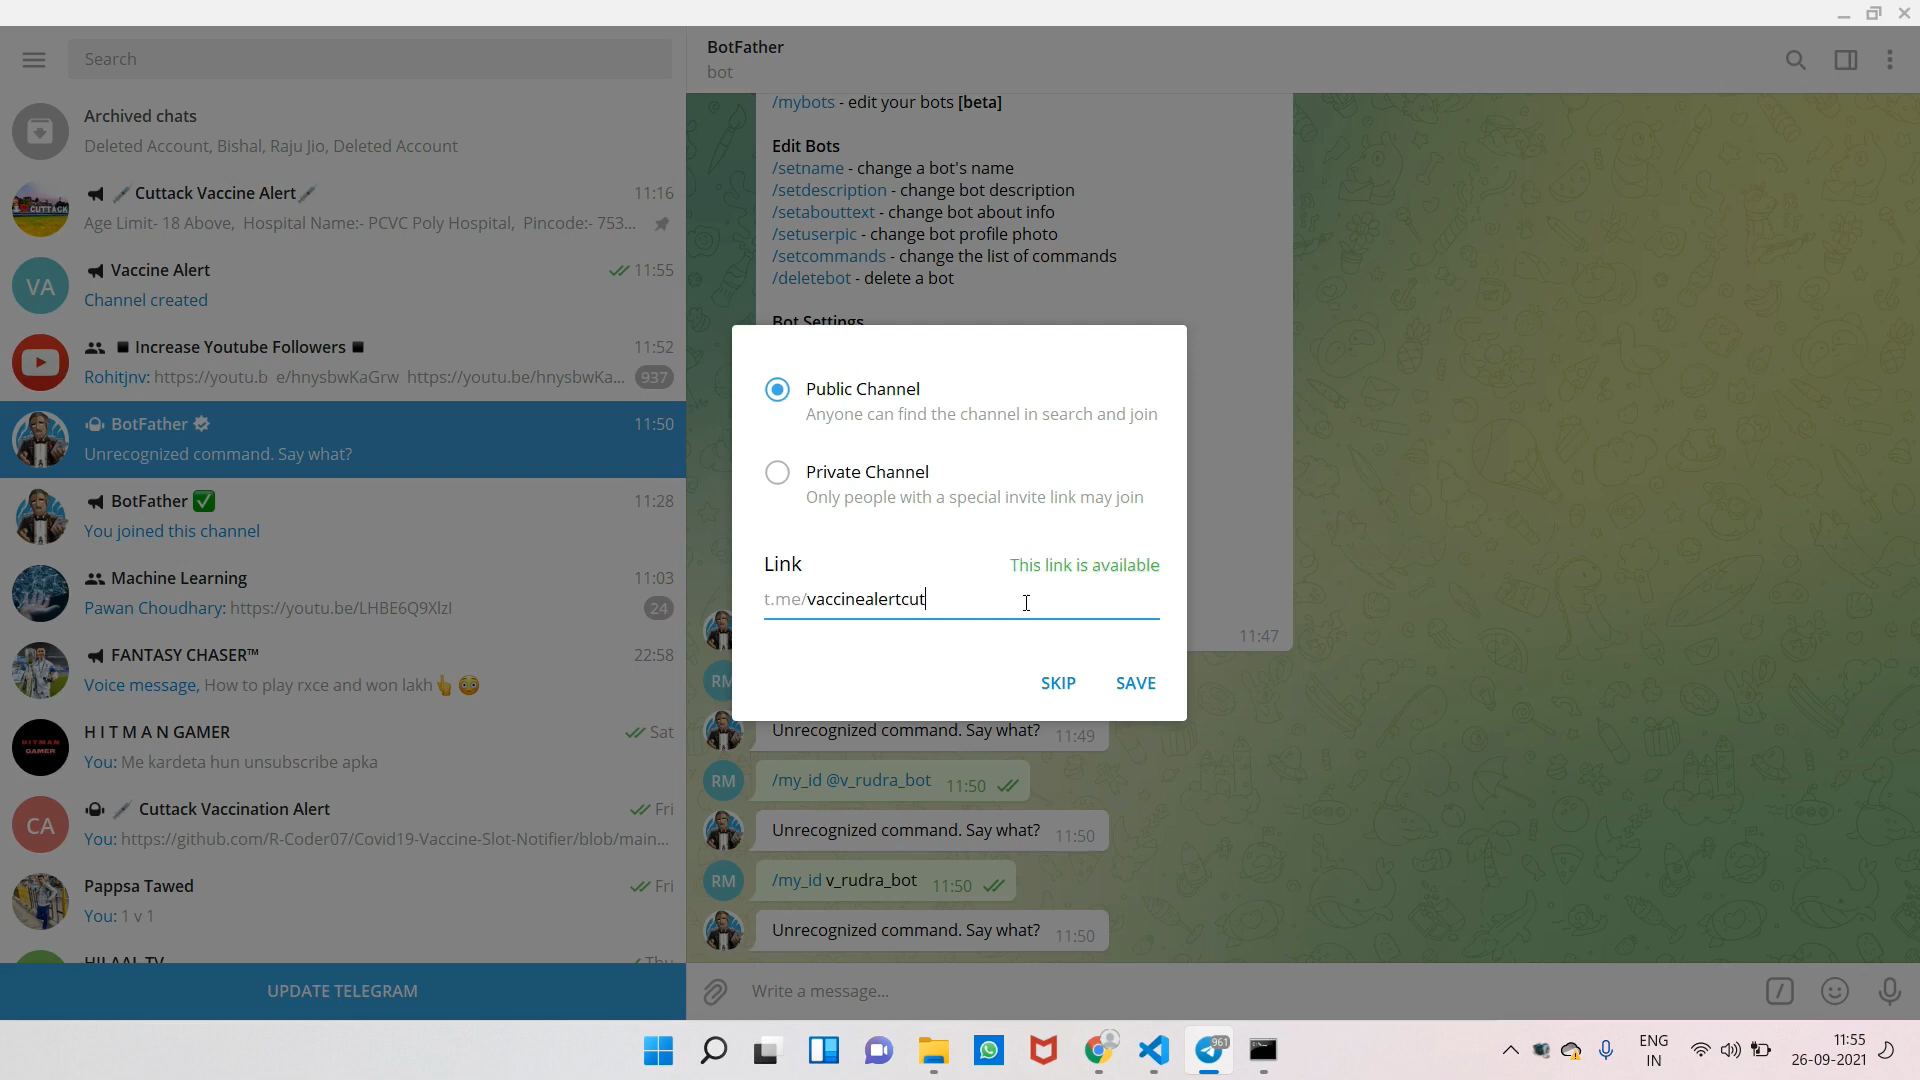 Search
Archived chats
Deleted Account, Bishal, Raju Jio, Deleted Account
Cuttack Vaccine Alert
11:16
Age Limit- 18 Above, Hospital Name:- PCVC Poly Hospital, Pincode:- 753...
VA
Vaccine Alert
11:55
Channel created
Increase Youtube Followers
11:52
Rohitjnv: https://youtu.b e/hnysbwKaGrw https://youtu.be/hnysbwKa...
937
BotFather
11:50
Unrecognized command. Say what?
BotFather
11:28
You joined this channel
Machine Learning
11:03
Pawan Choudhary: https://youtu.be/LHBE6Q9XlzI
24
FANTASY CHASER™
22:58
Voice message, How to play rxce and won lakh
H I T M A N GAMER
Sat
You: Me kardeta hun unsubscribe apka
CA
Cuttack Vaccination Alert
Fri
You: https://github.com/R-Coder07/Covid19-Vaccine-Slot-Notifier/blob/main...
Pappsa Tawed
Fri
You: 1 v 1
HILAAL TV
Thu
UPDATE TELEGRAM
BotFather
bot
/mybots - edit your bots [beta]
Edit Bots
/setname - change a bot's name
/setdescription - change bot description
/setabouttext - change bot about info
/setuserpic - change bot profile photo
/setcommands - change the list of commands
/deletebot - delete a bot
Bot Settings
11:47
Public Channel
Anyone can find the channel in search and join
Private Channel
Only people with a special invite link may join
Link
This link is available
t.me/vaccinealertcut
SKIP
SAVE
RM
Unrecognized command. Say what?
11:49
RM
/my_id @v_rudra_bot
11:50
Unrecognized command. Say what?
11:50
RM
/my_id v_rudra_bot
11:50
Unrecognized command. Say what?
11:50
Write a message...
961
ENG
IN
11:55
26-09-2021